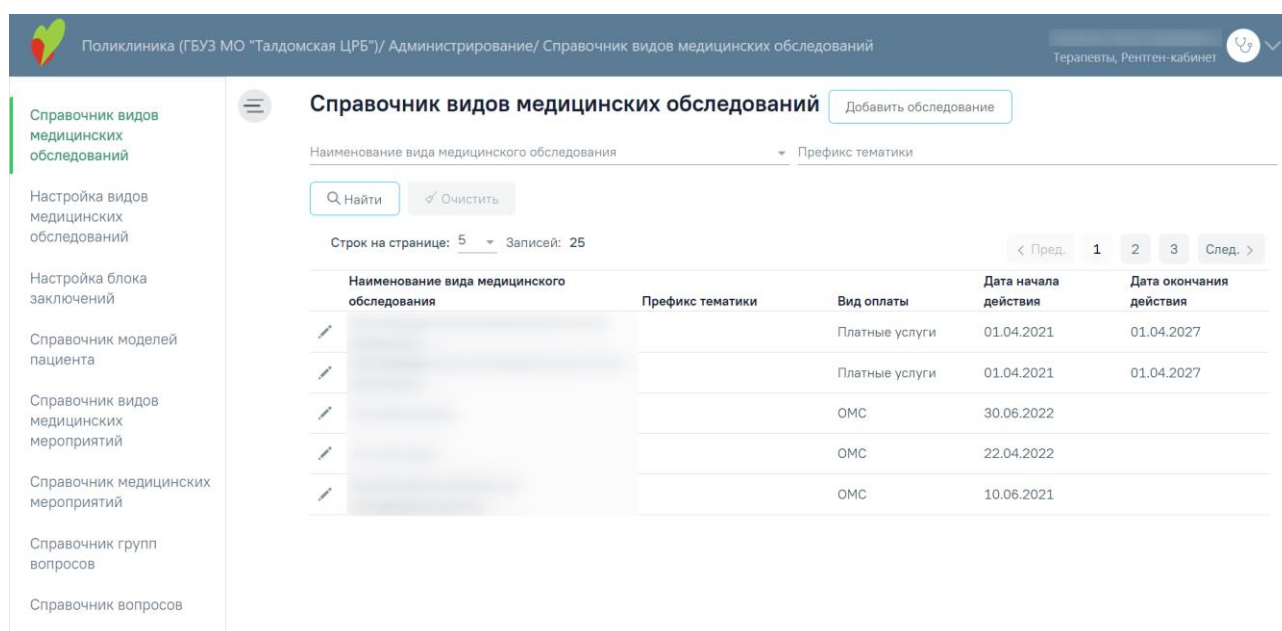 Поликлиника (ГБУЗ МО "Талдомская ЦРБ")/ Администрирование/ Справочник видов медицинских обследований
Терапевты, Рентген-кабинет
Справочник видов
медицинских
обследований
Настройка видов
медицинских
обследований
Настройка блока
заключений
Справочник моделей
пациента
Справочник видов
медицинских
мероприятий
Справочник медицинских
мероприятий
Справочник групп
вопросов
Справочник вопросов
Справочник видов медицинских обследований
Добавить обследование
Наименование вида медицинского обследования Префикс тематики
Найти Очистить
Строк на странице: 5 Записей: 25
< Пред. 1 2 3 След. >
Наименование вида медицинского
обследования Префикс тематики Вид оплаты Дата начала
действия Дата окончания
действия
Платные услуги 01.04.2021 01.04.2027
Платные услуги 01.04.2021 01.04.2027
ОМС 30.06.2022
ОМС 22.04.2022
ОМС 10.06.2021